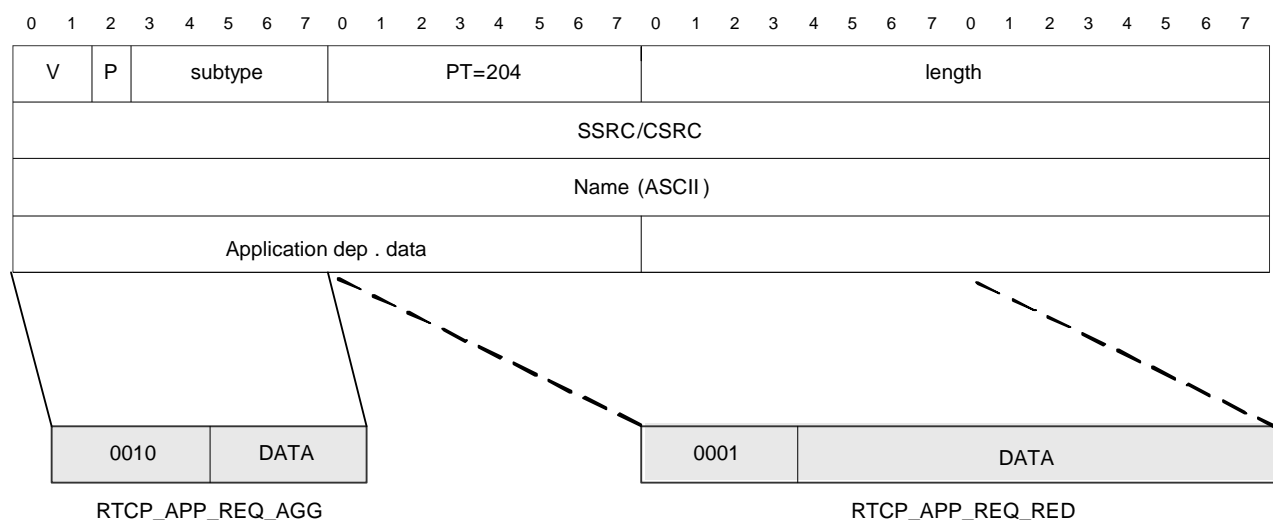 0 1 2 3 4 5 6 7 0 1 2 3 4 5 6 7 0 1 2 3 4 5 6 7 0 1 2 3 4 5 6 7
V P subtype PT=204 length
SSRC/CSRC
Name (ASCII)
Application dep . data
0010 DATA 0001 DATA
RTCP_APP_REQ_AGG RTCP_APP_REQ_RED